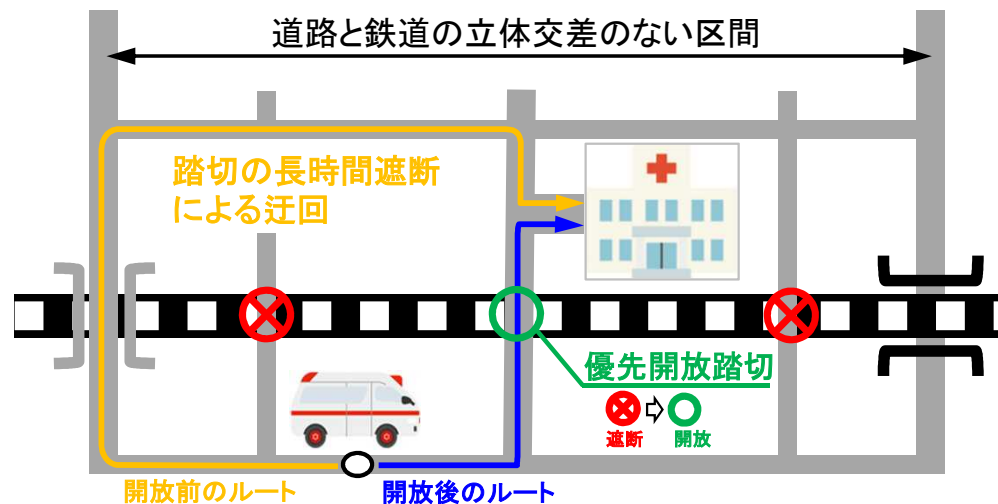 道路と鉄道の立体交差のない区間
踏切の長時間遮断
による迂回
優先開放踏切
遮断
開放
開放前のルート
開放後のルート